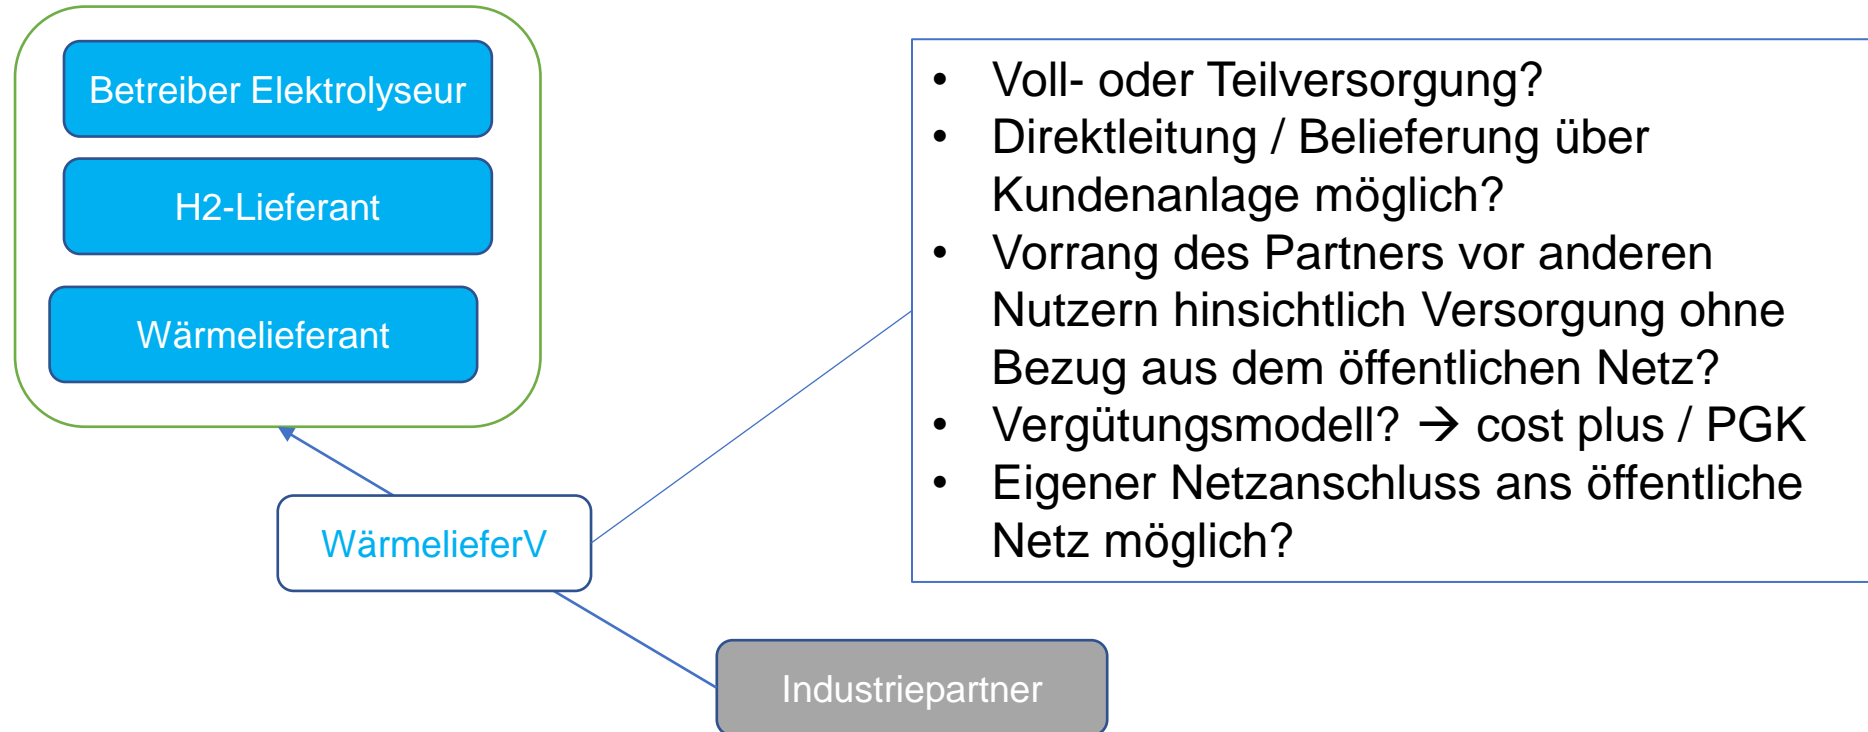 Betreiber Elektrolyseur
H2-Lieferant
Wärmelieferant
WärmelieferV
Industriepartner
• Voll- oder Teilversorgung?
• Direktleitung / Belieferung über
Kundenanlage möglich?
• Vorrang des Partners vor anderen
Nutzern hinsichtlich Versorgung ohne
Bezug aus dem öffentlichen Netz?
• Vergütungsmodell? → cost plus / PGK
• Eigener Netzanschluss ans öffentliche
Netz möglich?